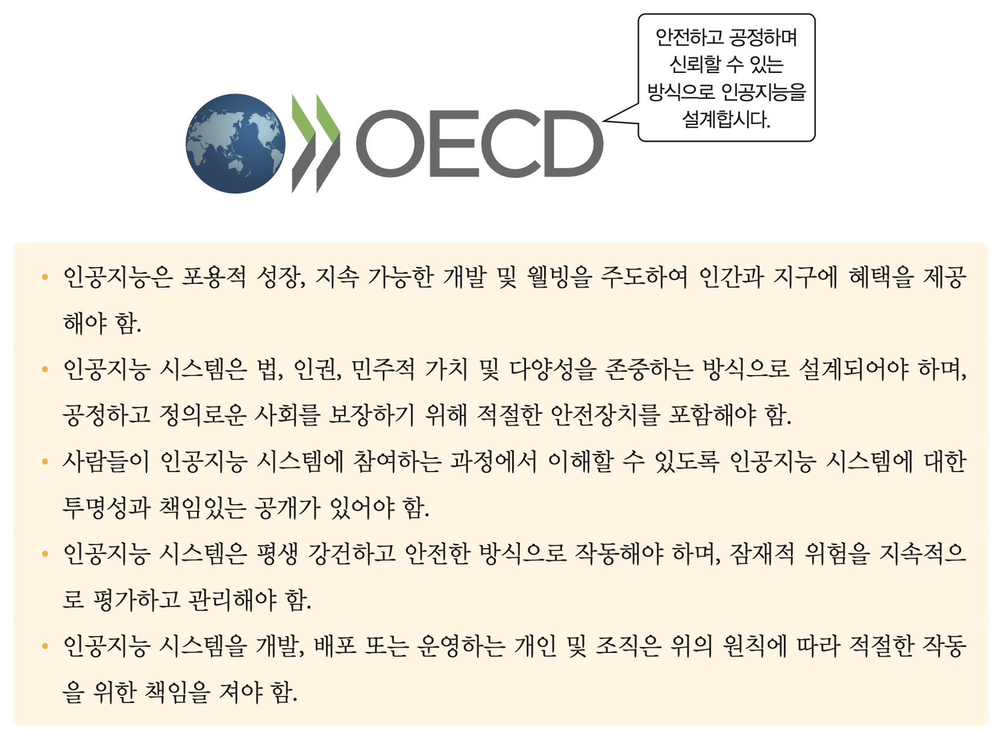 안전하고 공정하며
신뢰할 수 있는
방식으로 인공지능을
설계합시다.
OECD
• 인공지능은 포용적 성장, 지속 가능한 개발 및 웰빙을 주도하여 인간과 지구에 혜택을 제공
해야 함.
• 인공지능 시스템은 법, 인권, 민주적 가치 및 다양성을 존중하는 방식으로 설계되어야 하며,
공정하고 정의로운 사회를 보장하기 위해 적절한 안전장치를 포함해야 함.
• 사람들이 인공지능 시스템에 참여하는 과정에서 이해할 수 있도록 인공지능 시스템에 대한
투명성과 책임있는 공개가 있어야 함.
• 인공지능 시스템은 평생 강건하고 안전한 방식으로 작동해야 하며, 잠재적 위험을 지속적으
로 평가하고 관리해야 함.
• 인공지능 시스템을 개발, 배포 또는 운영하는 개인 및 조직은 위의 원칙에 따라 적절한 작동
을 위한 책임을 져야 함.